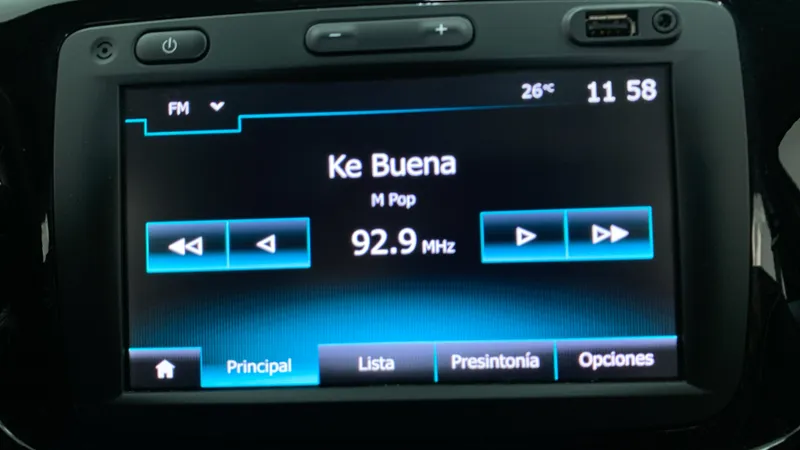 FM
26°C
11 58
Ke Buena
M Pop
92.9 MHz
Principal
Lista
Presintonía
Opciones